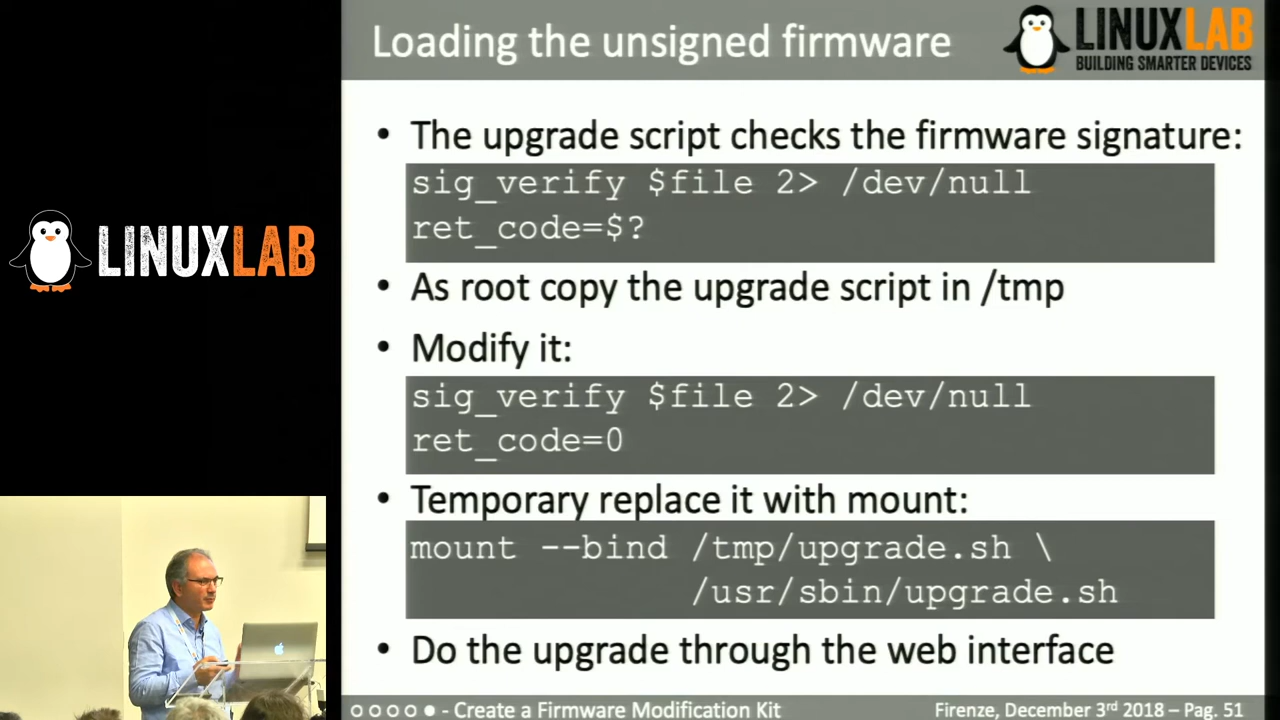 Loading the unsigned firmware
LINUXLAB
BUILDING SMARTER DEVICES
• The upgrade script checks the firmware signature:
sig_verify $file 2> /dev/null
ret_code=$?
• As root copy the upgrade script in /tmp
• Modify it:
sig_verify $file 2> /dev/null
ret_code=0
• Temporary replace it with mount:
mount --bind /tmp/upgrade.sh \
/usr/sbin/upgrade.sh
• Do the upgrade through the web interface
- Create a Firmware Modification Kit
Firenze, December 3rd 2018 – Pag. 51
LINUXLAB